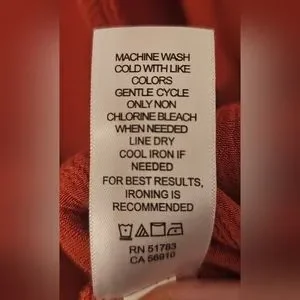 MACHINE WASH
COLD WITH LIKE
COLORS
GENTLE CYCLE
ONLY NON
CHLORINE BLEACH
WHEN NEEDED
LINE DRY
COOL IRON IF
NEEDED
FOR BEST RESULTS,
IRONING IS
RECOMMENDED
RN 51783
CA 56910